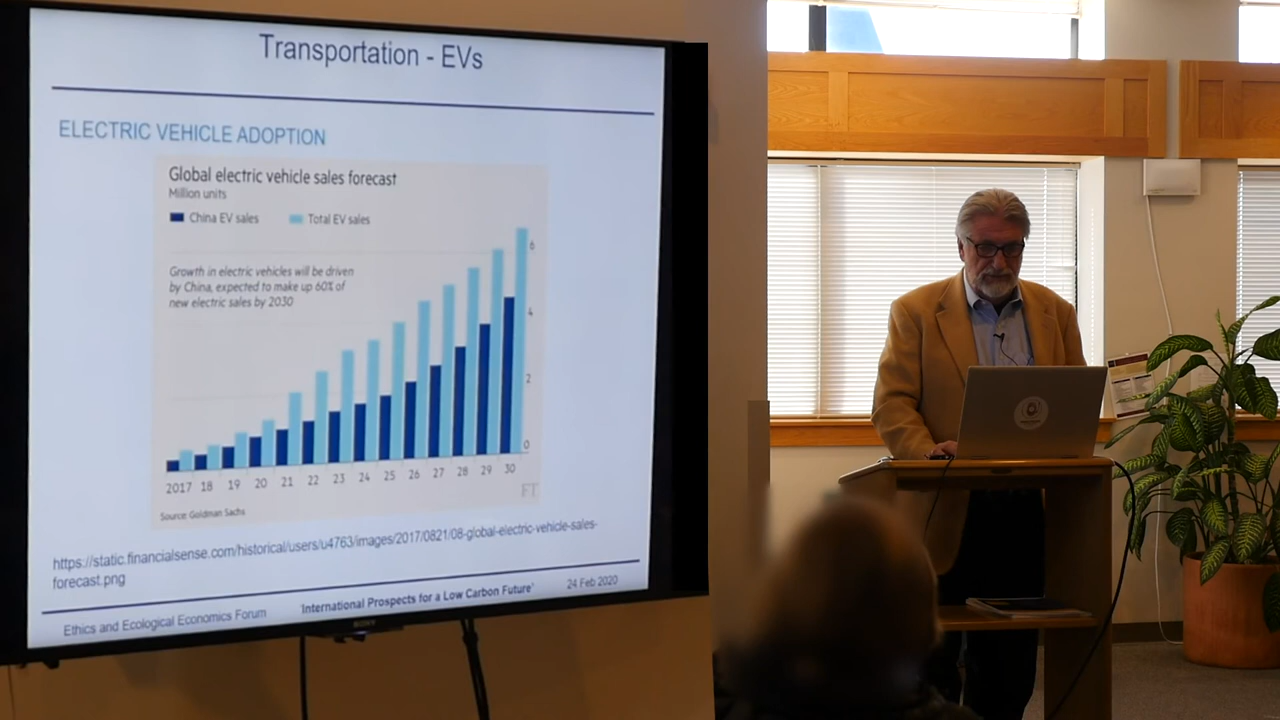 Transportation - EVs
ELECTRIC VEHICLE ADOPTION
Global electric vehicle sales forecast
Million units
China EV sales
Total EV sales
Growth in electric vehicles will be driven
by China, expected to make up 60% of
new electric sales by 2030
6
4
2
0
2017 18 19 20 21 22 23 24 25 26 27 28 29 30
FT
Source: Goldman Sachs
https://static.financialsense.com/historical/users/u4763/images/2017/0821/08-global-electric-vehicle-sales-
forecast.png
Ethics and Ecological Economics Forum 'International Prospects for a Low Carbon Future' 24 Feb 2020
SONY